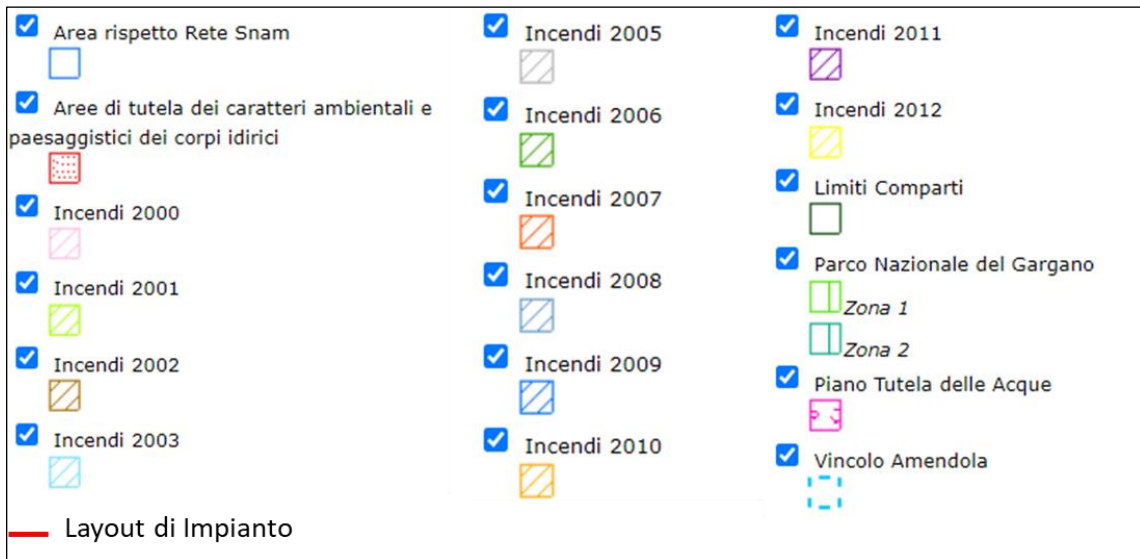 Area rispetto Rete Snam
Aree di tutela dei caratteri ambientali e
paesaggistici dei corpi idirici
Incendi 2000
Incendi 2001
Incendi 2002
Incendi 2003
Incendi 2005
Incendi 2006
Incendi 2007
Incendi 2008
Incendi 2009
Incendi 2010
Incendi 2011
Incendi 2012
Limiti Comparti
Parco Nazionale del Gargano
Zona 1
Zona 2
Piano Tutela delle Acque
Vincolo Amendola
Layout di Impianto